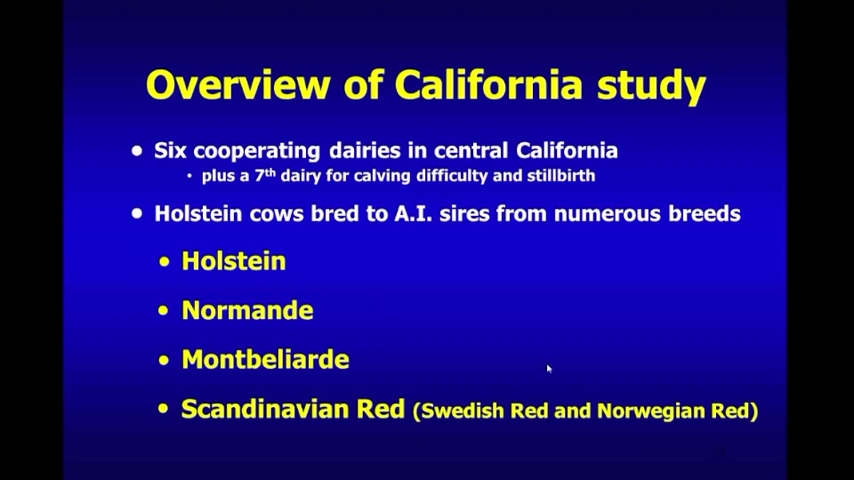 Overview of California study
• Six cooperating dairies in central California
• plus a 7th dairy for calving difficulty and stillbirth
• Holstein cows bred to A.I. sires from numerous breeds
• Holstein
• Normande
• Montbeliarde
• Scandinavian Red (Swedish Red and Norwegian Red)